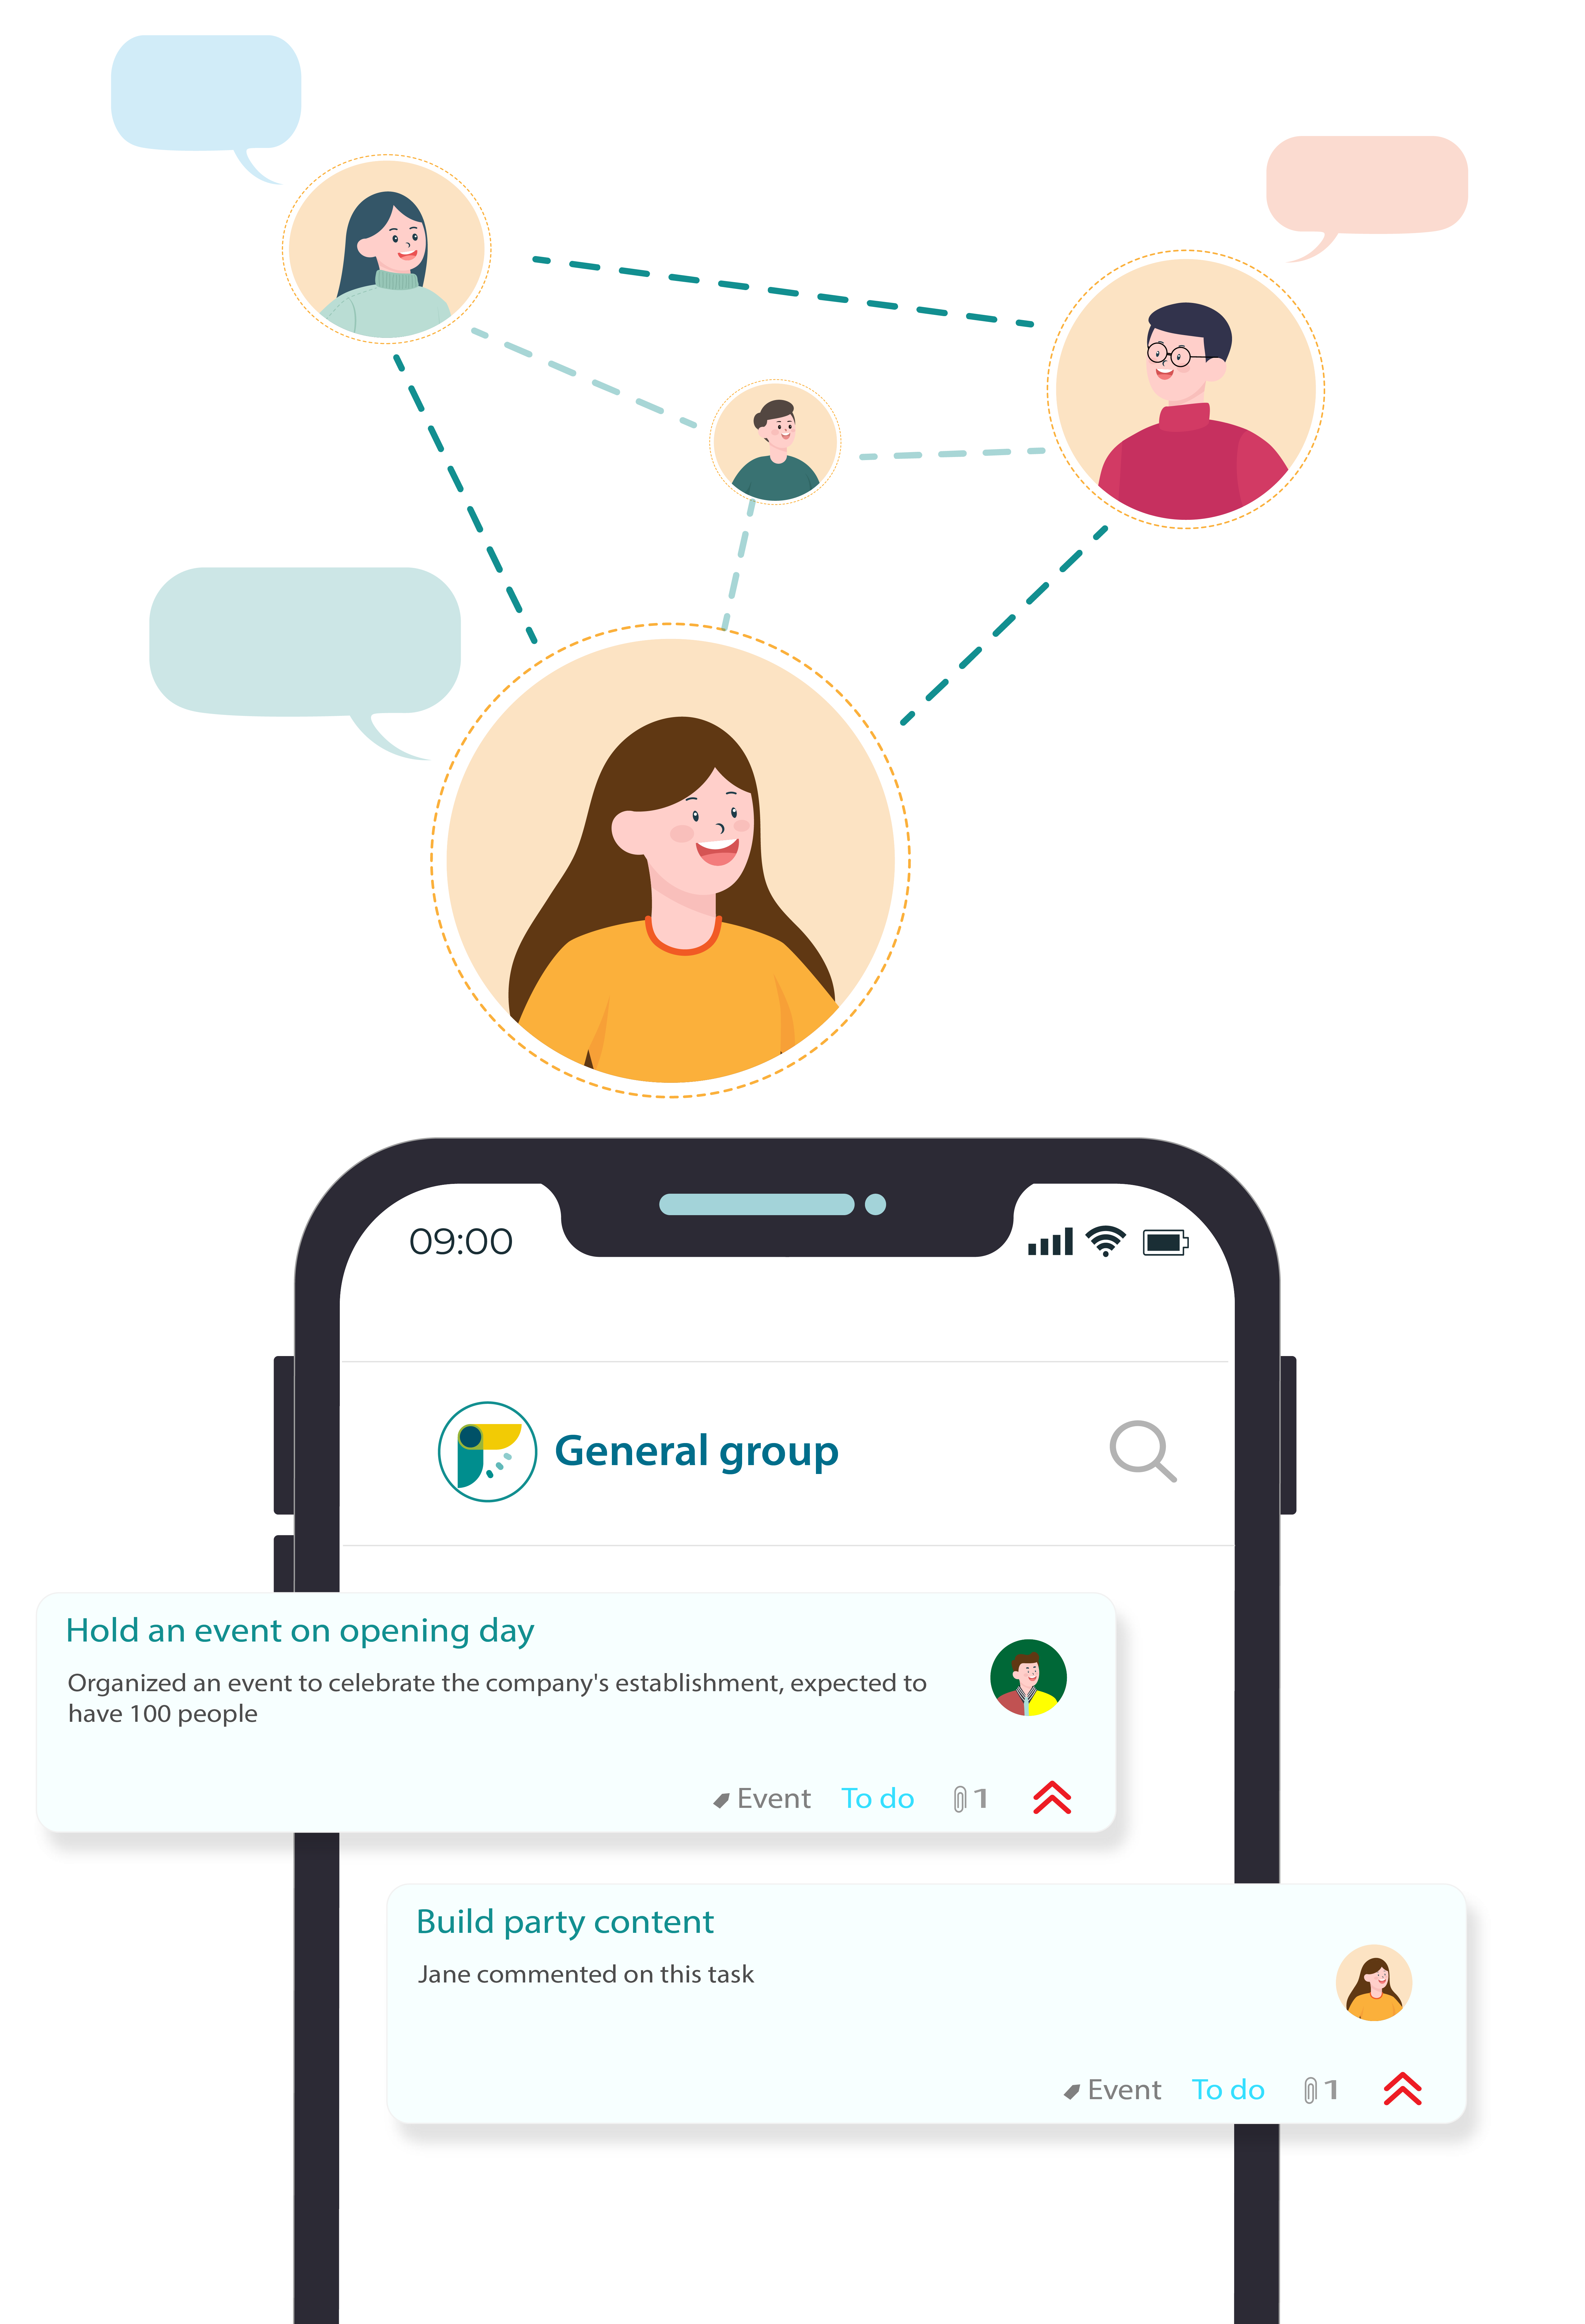 09:00
General group
Hold an event on opening day
Organized an event to celebrate the company's establishment, expected to
have 100 people
Event To do 1
Build party content
Jane commented on this task
Event To do 1